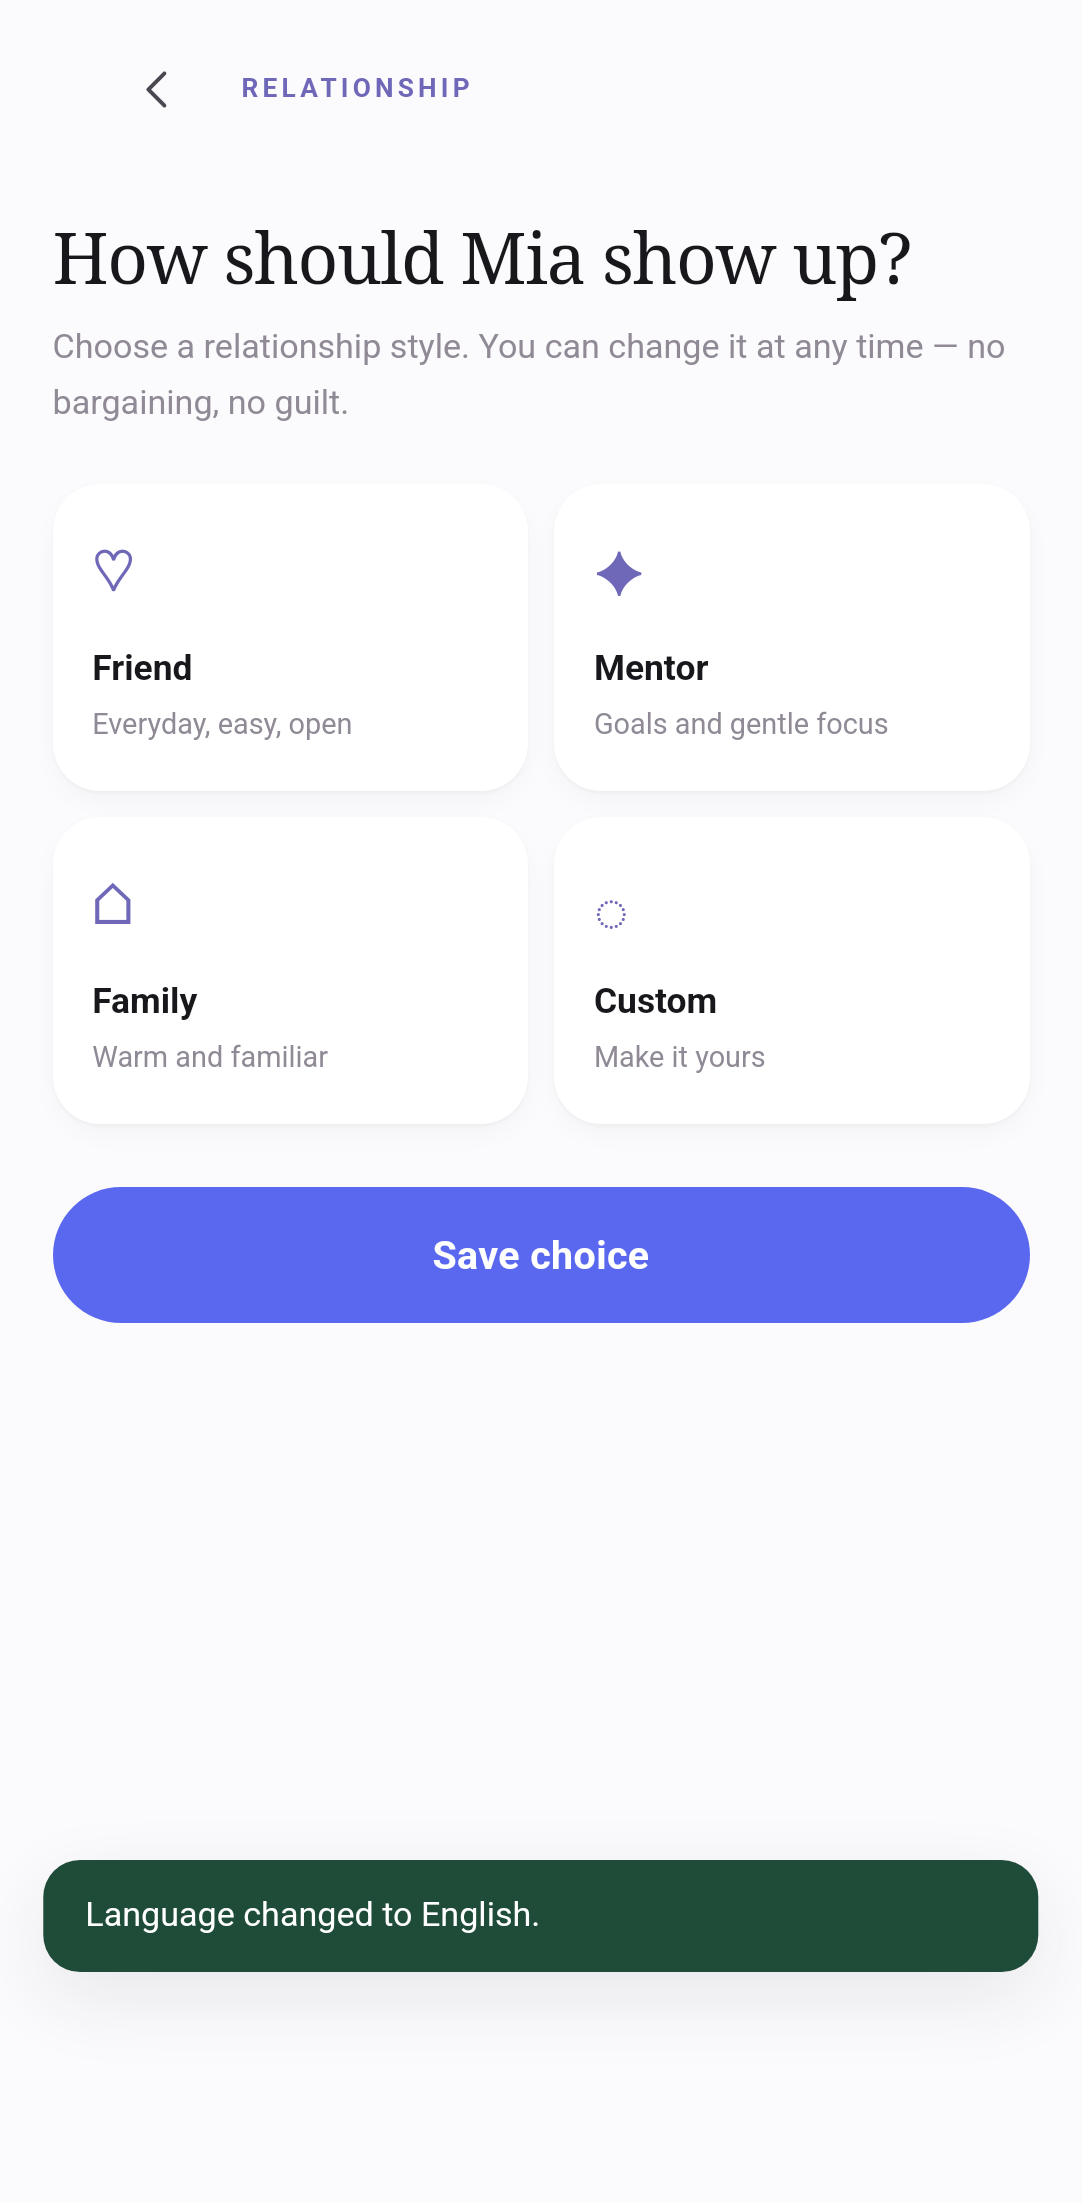 RELATIONSHIP
How should Mia show up?
Choose a relationship style. You can change it at any time — no
bargaining, no guilt.
Friend
Everyday, easy, open
Mentor
Goals and gentle focus
Family
Warm and familiar
Custom
Make it yours
Save choice
Language changed to English.